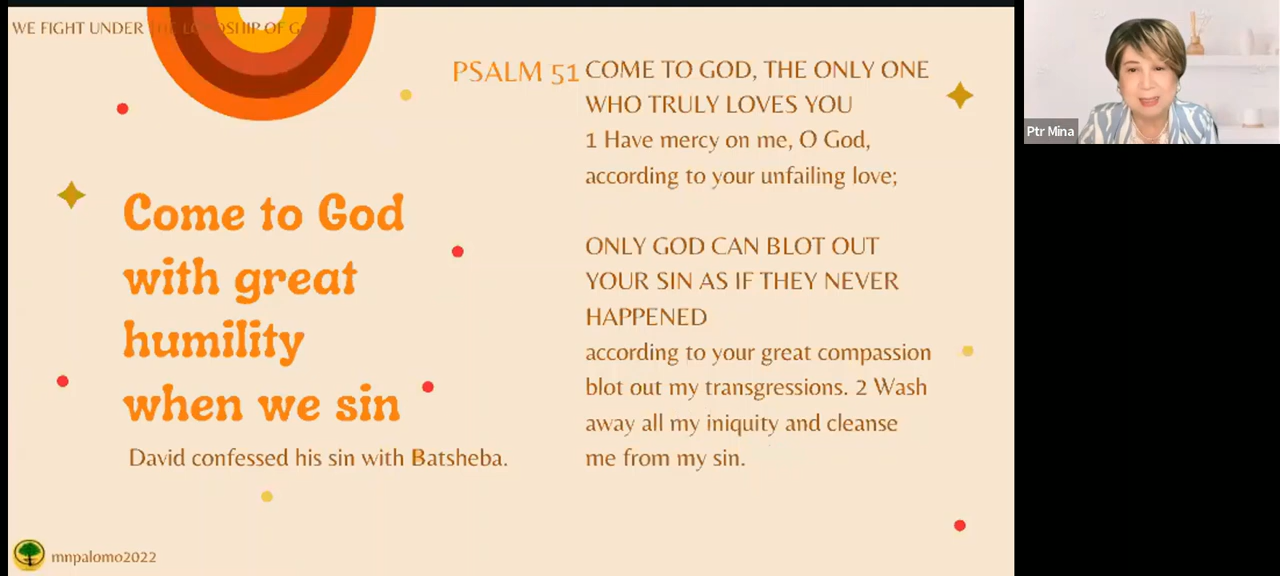 WE FIGHT UNDER THE LORDSHIP OF G
PSALM 51
COME TO GOD, THE ONLY ONE
WHO TRULY LOVES YOU
1 Have mercy on me, O God,
according to your unfailing love;
ONLY GOD CAN BLOT OUT
YOUR SIN AS IF THEY NEVER
HAPPENED
according to your great compassion
blot out my transgressions. 2 Wash
away all my iniquity and cleanse
me from my sin.
Come to God
with great
humility
when we sin
David confessed his sin with Batsheba.
mnpalomo2022
Ptr Mina